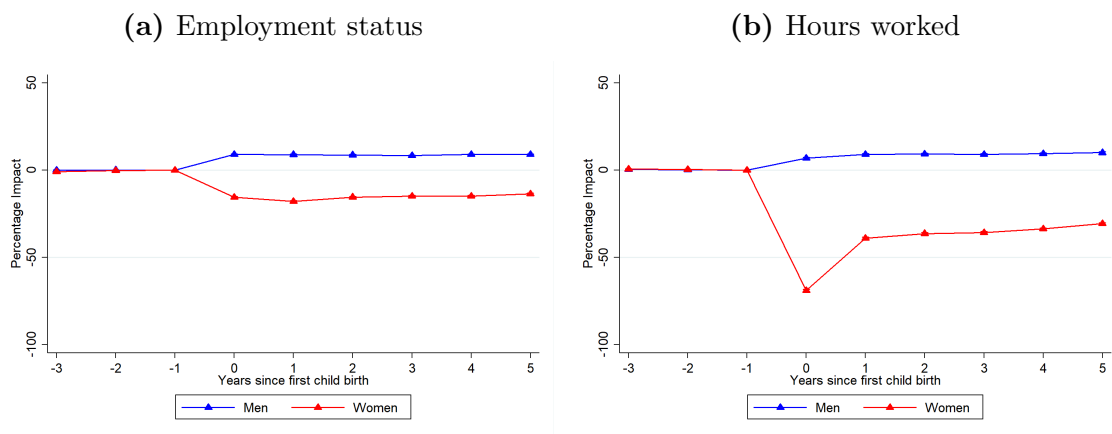 (a) Employment status
50
0
-50
-100
Percentage Impact
-3 -2 -1 0 1 2 3 4 5
Years since first child birth
Men Women
(b) Hours worked
50
0
-50
-100
Percentage Impact
-3 -2 -1 0 1 2 3 4 5
Years since first child birth
Men Women